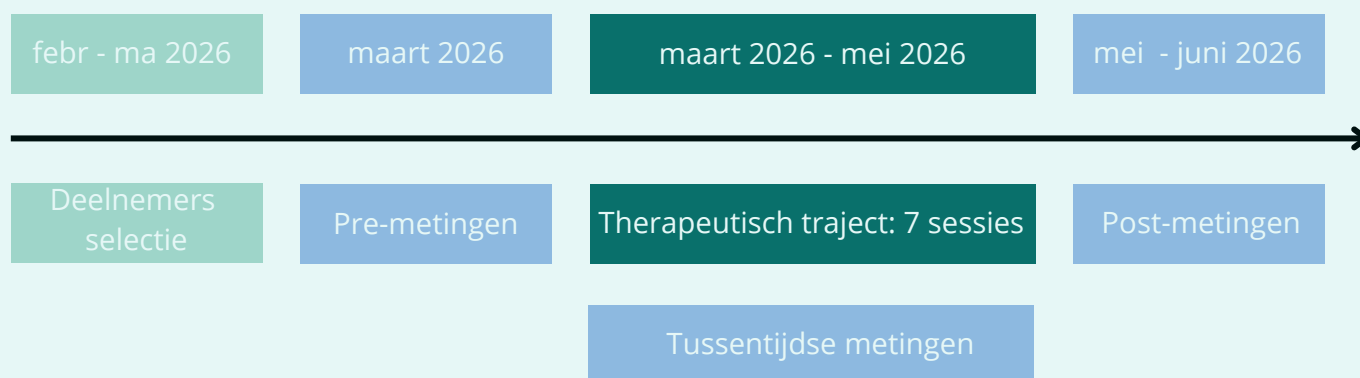 febr - ma 2026
maart 2026
maart 2026 - mei 2026
mei - juni 2026
Deelnemers
selectie
Pre-metingen
Therapeutisch traject: 7 sessies
Post-metingen
Tussentijdse metingen